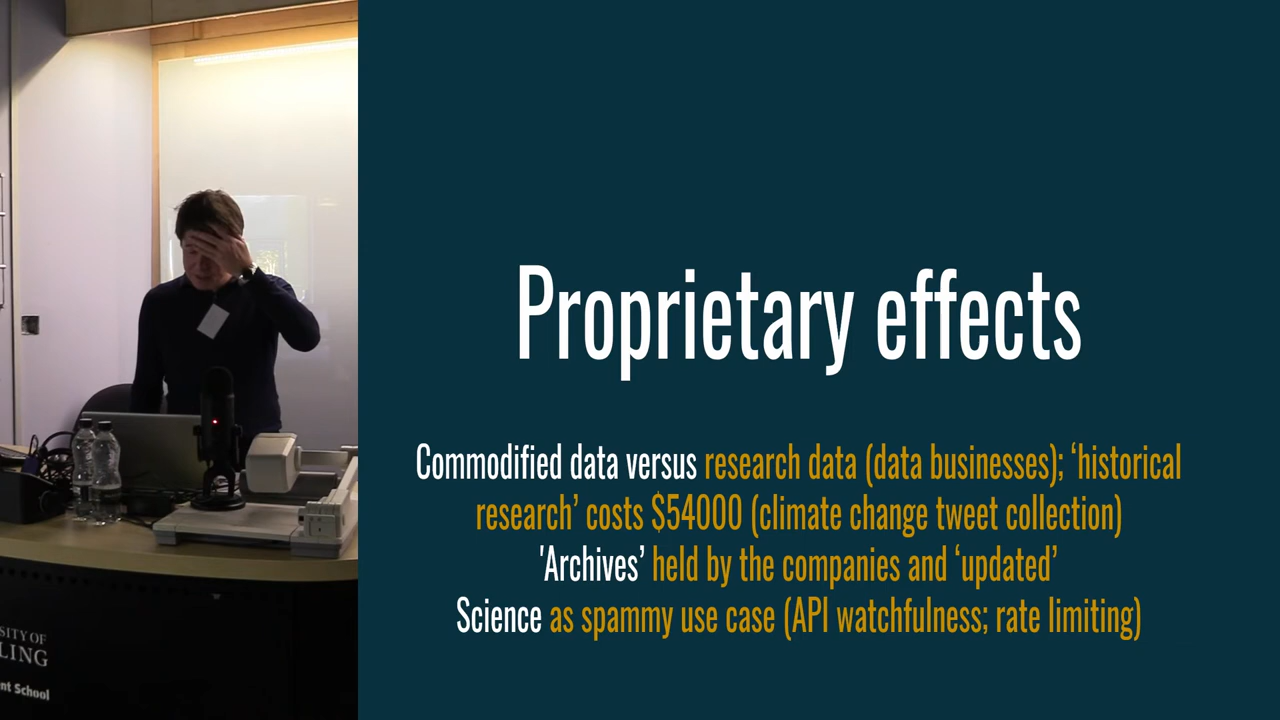 Proprietary effects
Commodified data versus research data (data businesses); ‘historical
research’ costs $54000 (climate change tweet collection)
'Archives’ held by the companies and ‘updated’
Science as spammy use case (API watchfulness; rate limiting)
SITY OF
LING
nt School